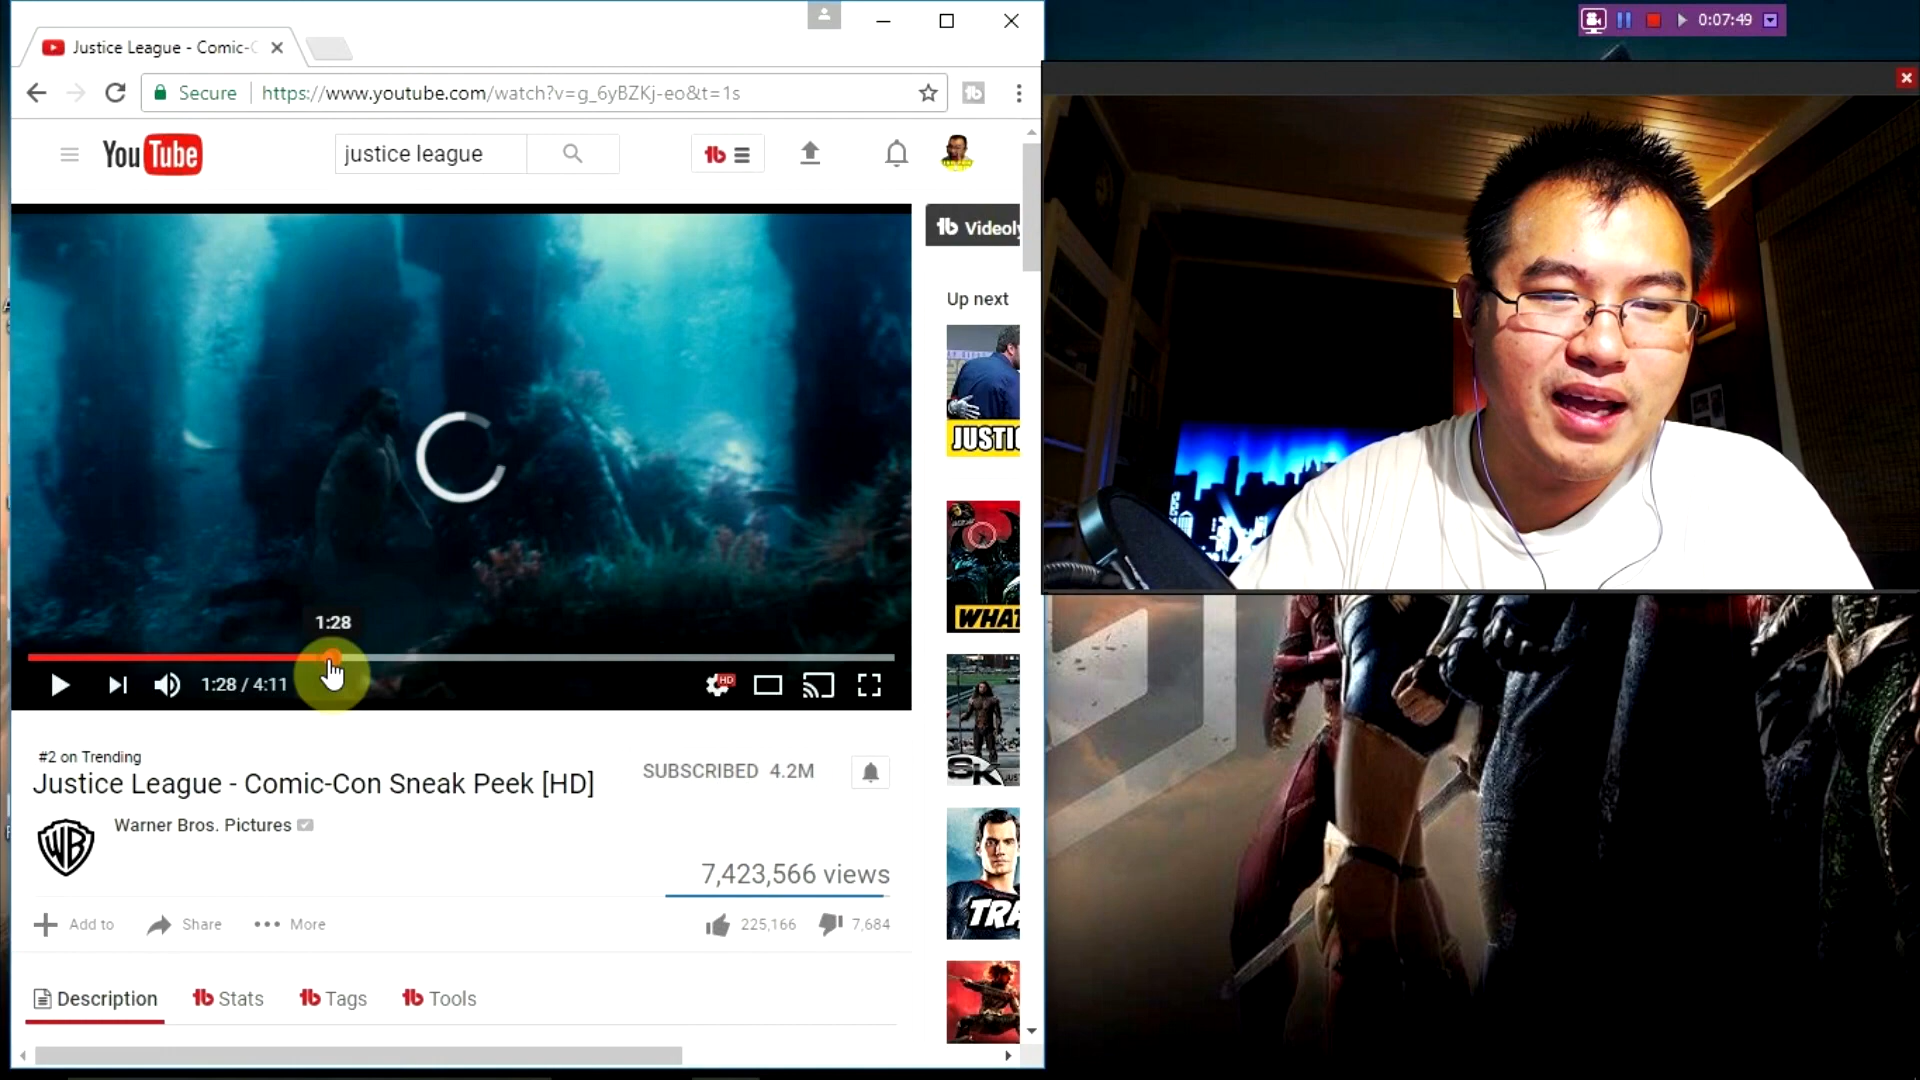 0:07:49
Justice League - Comic-C
Secure
https://www.youtube.com/watch?v=g_6yBZKj-eo&t=1s
YouTube
justice league
Videoly
Up next
JUSTIC
WHAT
1:28
1:28 / 4:11
HD
SK
JUS
#2 on Trending
Justice League - Comic-Con Sneak Peek [HD]
SUBSCRIBED 4.2M
WB
Warner Bros. Pictures
7,423,566 views
TRA
Add to
Share
More
225,166
7,684
Description
Stats
Tags
Tools